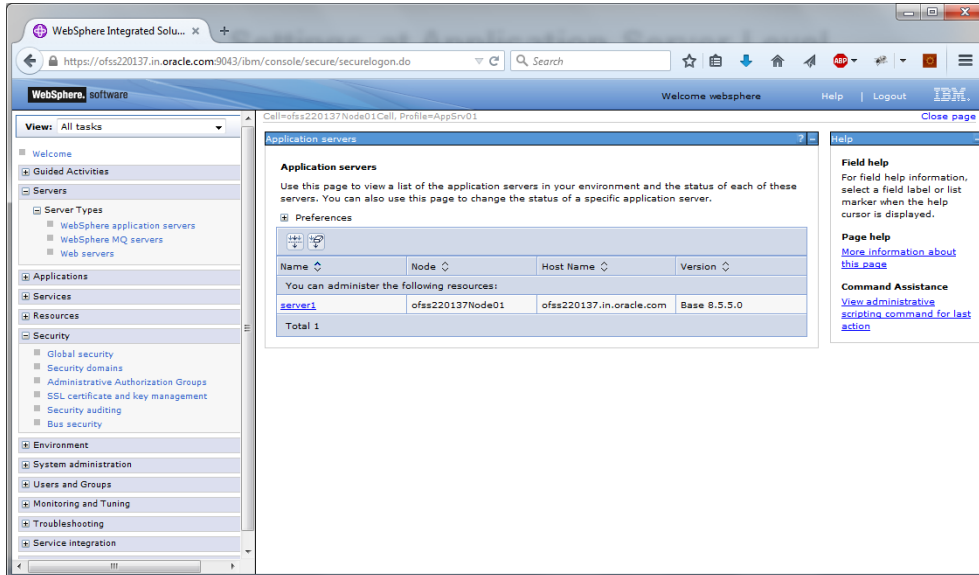 Settings at Application Server Level
WebSphere Integrated Solu... × +
https://ofss220137.in.oracle.com:9043/ibm/console/secure/securelogon.do
Search
ABP
WebSphere. software
Welcome websphere
Help | Logout
IBM.
View: All tasks
Cell=ofss220137Node01Cell, Profile=AppSrv01
Close page
Welcome
Guided Activities
Servers
Server Types
WebSphere application servers
WebSphere MQ servers
Web servers
Applications
Services
Resources
Security
Global security
Security domains
Administrative Authorization Groups
SSL certificate and key management
Security auditing
Bus security
Environment
System administration
Users and Groups
Monitoring and Tuning
Troubleshooting
Service integration
Application servers
? -
Application servers
Use this page to view a list of the application servers in your environment and the status of each of these
servers. You can also use this page to change the status of a specific application server.
Preferences
Name Node Host Name Version
You can administer the following resources:
server1 ofss220137Node01 ofss220137.in.oracle.com Base 8.5.5.0
Total 1
Help
Field help
For field help information,
select a field label or list
marker when the help
cursor is displayed.
Page help
More information about
this page
Command Assistance
View administrative
scripting command for last
action